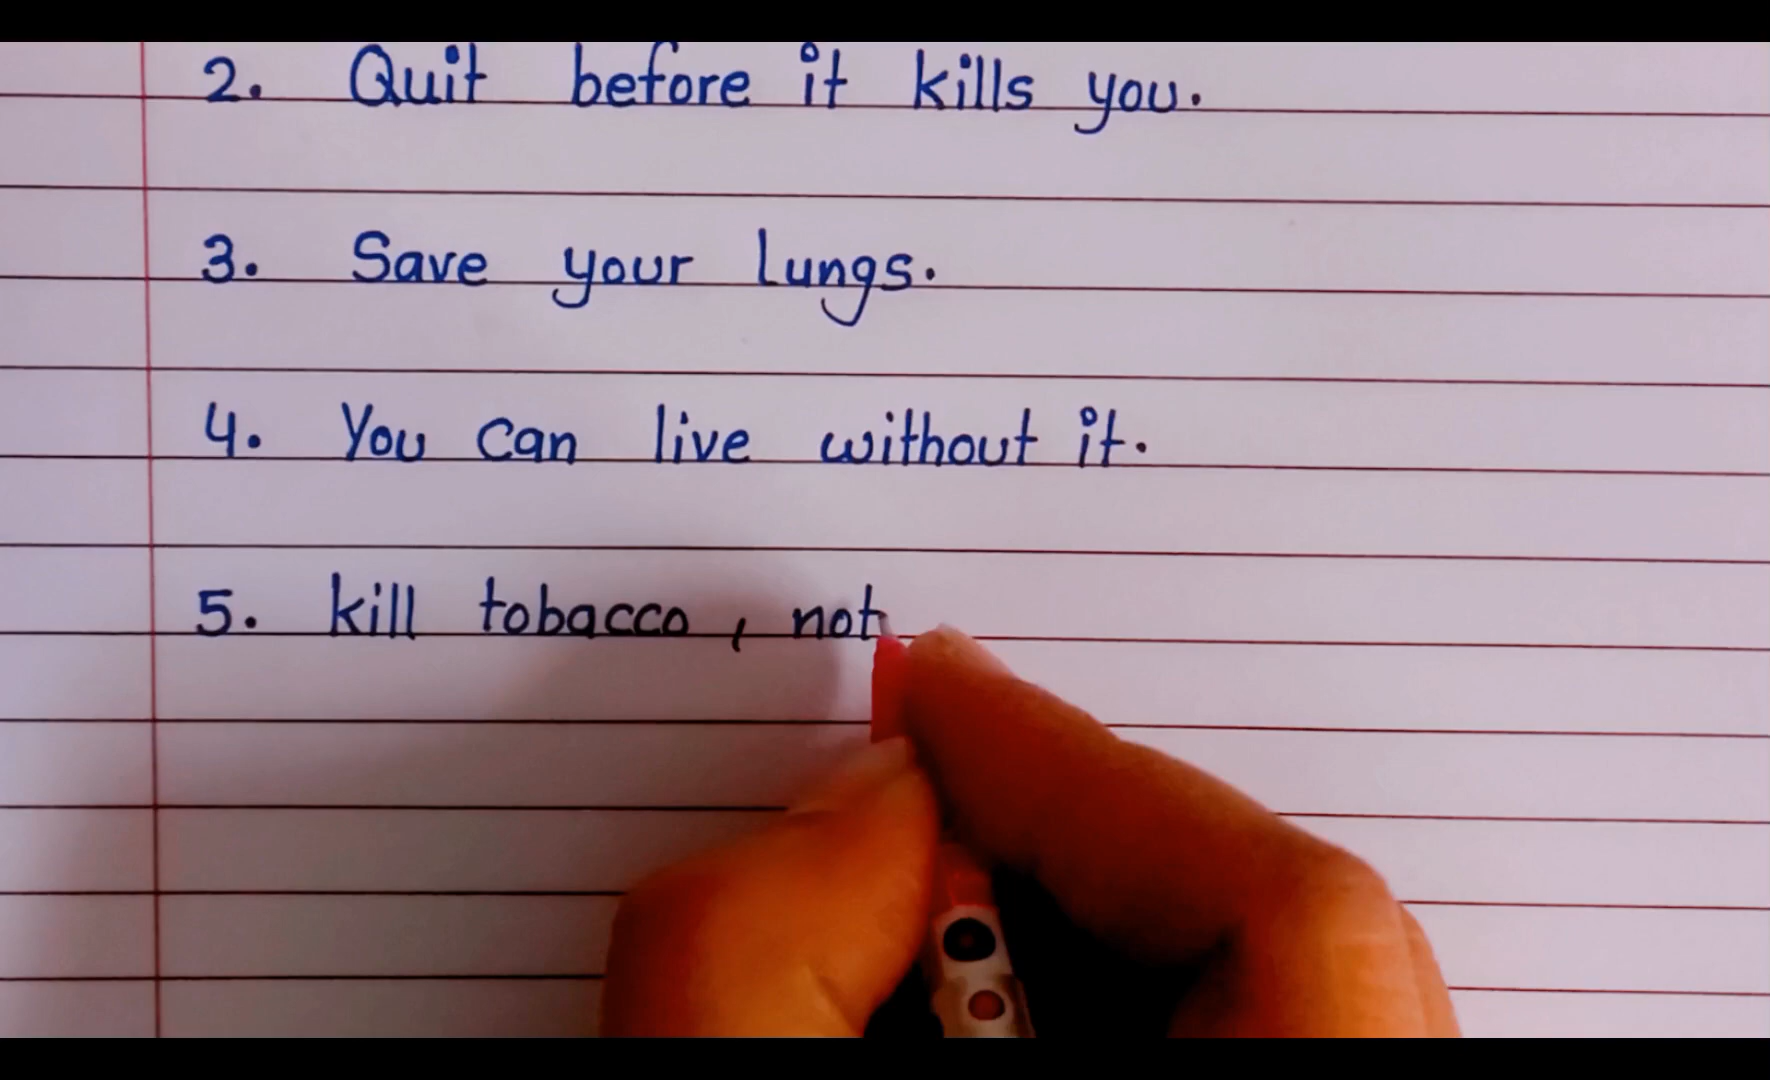 2. Quit before it kills you.
3. Save your lungs.
4. You can live without it.
5. kill tobacco, not